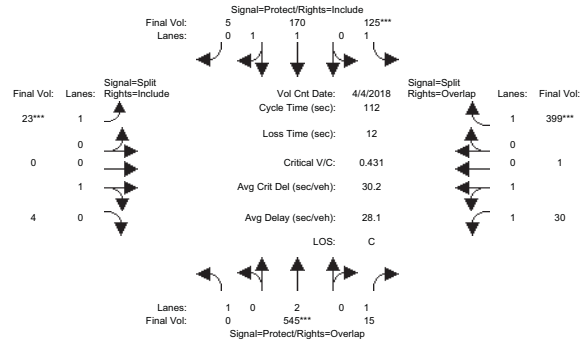 Signal=Protect/Rights=Include
Final Vol: 5 170 125***
Lanes: 0 1 1 0 1
Signal=Split
Final Vol: Lanes: Rights=Include
Vol Cnt Date: 4/4/2018
Signal=Split
Rights=Overlap Lanes: Final Vol:
Cycle Time (sec): 112
23*** 1 1 399***
Loss Time (sec): 12
0 0
0 0 Critical V/C: 0.431 0 1
1 Avg Crit Del (sec/veh): 30.2 1
4 0 Avg Delay (sec/veh): 28.1 1 30
LOS: C
Lanes: 1 0 2 0 1
Final Vol: 0 545*** 15
Signal=Protect/Rights=Overlap